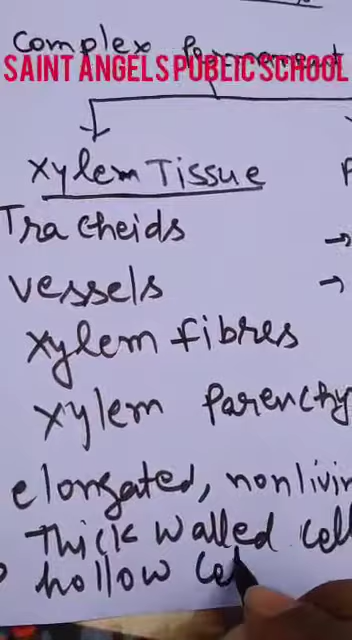 Complex Permanent
SAINT ANGELS PUBLIC SCHOOL
Xylem Tissue
P
Tracheids
vessels
xylem fibres
xylem Parenchy
elongated, nonlivin
Thick walled cell
hollow Ce